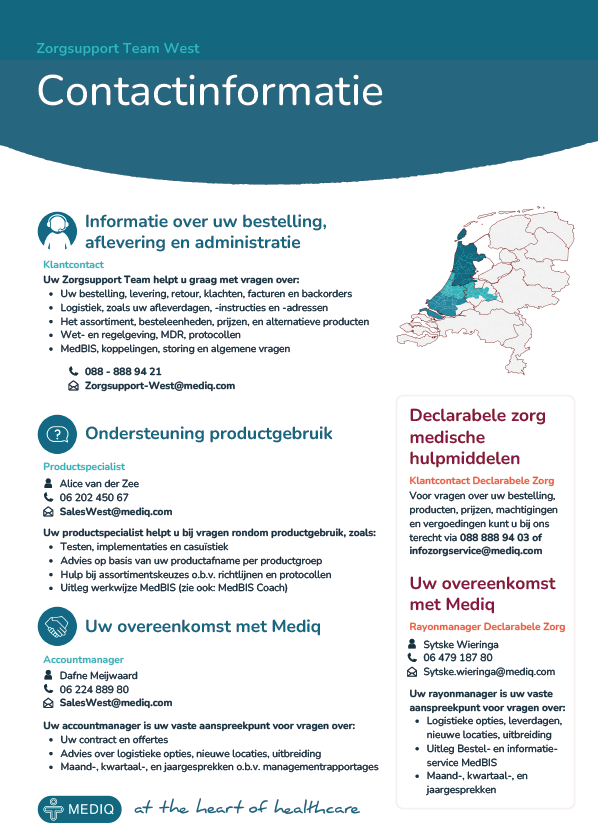 Zorgsupport Team West
Contactinformatie
Informatie over uw bestelling,
aflevering en administratie
Klantcontact
Uw Zorgsupport Team helpt u graag met vragen over:
• Uw bestelling, levering, retour, klachten, facturen en backorders
• Logistiek, zoals uw afleverdagen, -instructies en -adressen
• Het assortiment, besteleenheden, prijzen, en alternatieve producten
• Wet- en regelgeving, MDR, protocollen
• MedBIS, koppelingen, storing en algemene vragen
088 - 888 94 21
Zorgsupport-West@mediq.com
Ondersteuning productgebruik
Productspecialist
Alice van der Zee
06 202 450 67
SalesWest@mediq.com
Uw productspecialist helpt u bij vragen rondom productgebruik, zoals:
• Testen, implementaties en casuïstiek
• Advies op basis van uw productafname per productgroep
• Hulp bij assortimentskeuzes o.b.v. richtlijnen en protocollen
• Uitleg werkwijze MedBIS (zie ook: MedBIS Coach)
Uw overeenkomst met Mediq
Accountmanager
Dafne Meijwaard
06 224 889 80
SalesWest@mediq.com
Uw accountmanager is uw vaste aanspreekpunt voor vragen over:
• Uw contract en offertes
• Advies over logistieke opties, nieuwe locaties, uitbreiding
• Maand-, kwartaal-, en jaargesprekken o.b.v. managementrapportages
Declarabele zorg
medische
hulpmiddelen
Klantcontact Declarabele Zorg
Voor vragen over uw bestelling,
producten, prijzen, machtigingen
en vergoedingen kunt u bij ons
terecht via 088 888 94 03 of
infozorgservice@mediq.com
Uw overeenkomst
met Mediq
Rayonmanager Declarabele Zorg
Sytske Wieringa
06 479 187 80
Sytske.wieringa@mediq.com
Uw rayonmanager is uw vaste
aanspreekpunt voor vragen over:
• Logistieke opties, leverdagen,
nieuwe locaties, uitbreiding
• Uitleg Bestel- en informatie-
service MedBIS
• Maand-, kwartaal-, en
jaargesprekken
MEDIQ at the heart of healthcare